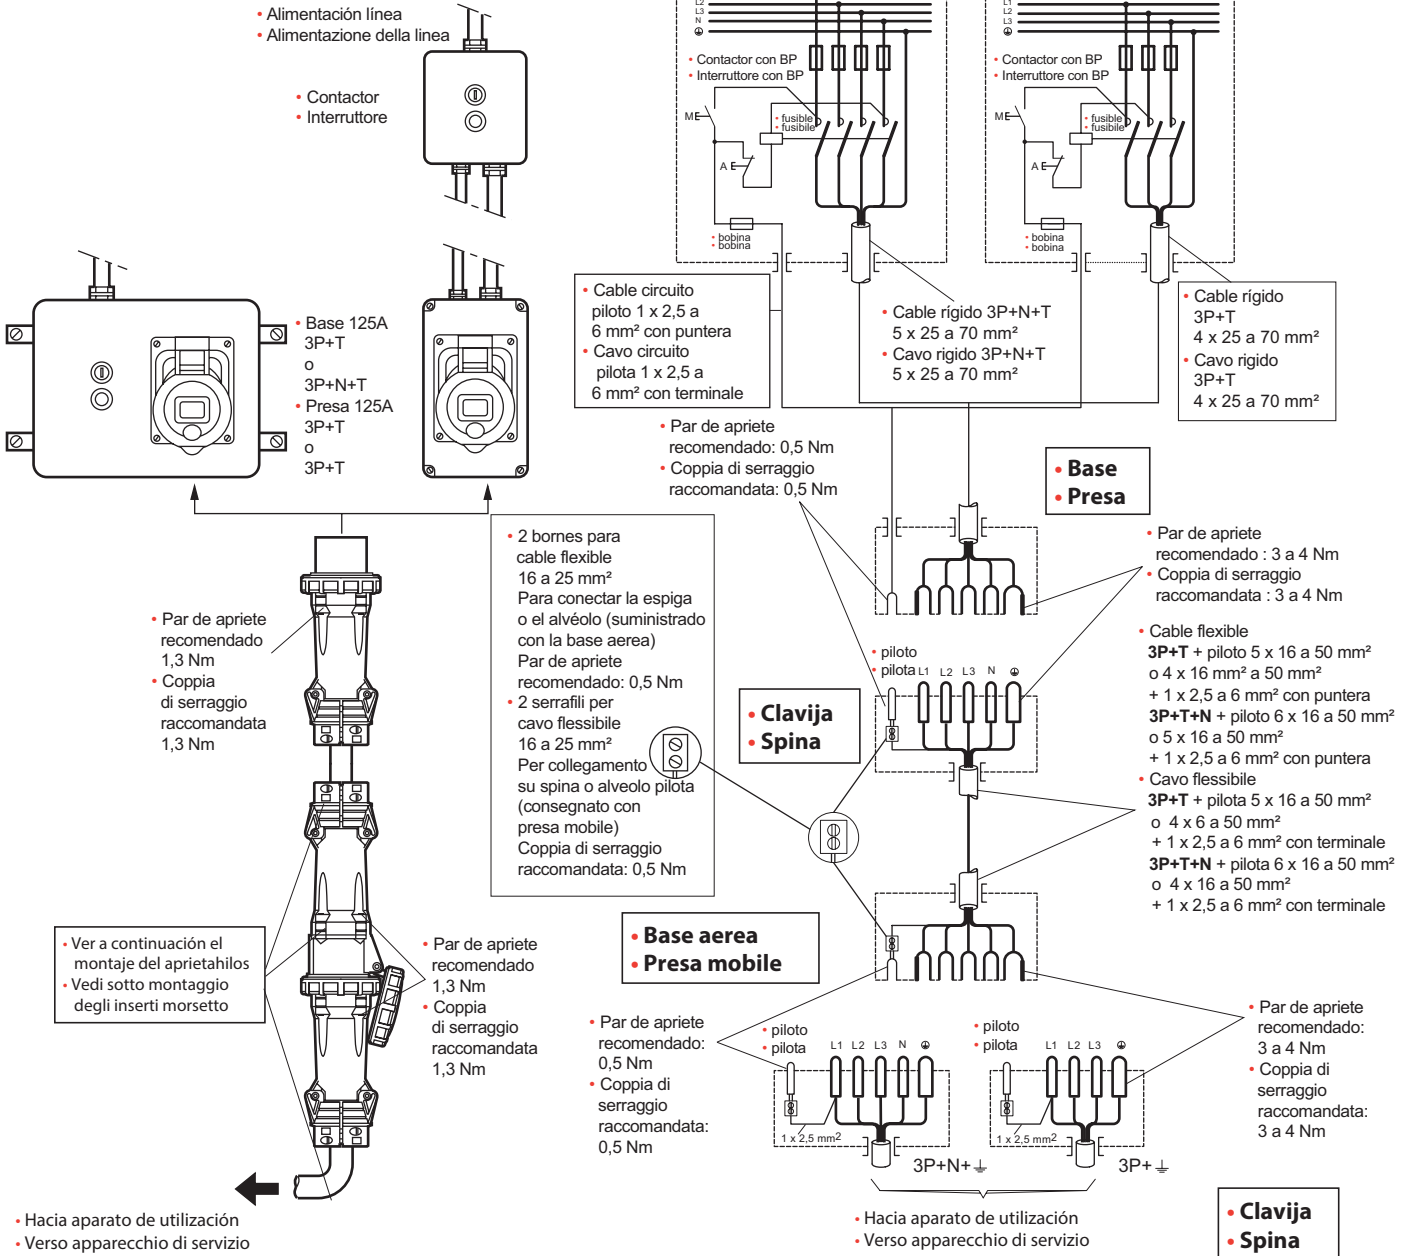 • Alimentación línea
• Alimentazione della linea
• Contactor
• Interruttore
L2
L3
N
• Contactor con BP
• Interruttore con BP
M
A
• fusible
• fusibile
• bobina
• bobina
L1
L2
L3
• Contactor con BP
• Interruttore con BP
M
A
• fusible
• fusibile
• bobina
• bobina
• Base 125A
3P+T
o
3P+N+T
• Presa 125A
3P+T
o
3P+T
• Cable circuito
piloto 1 x 2,5 a
6 mm² con puntera
• Cavo circuito
pilota 1 x 2,5 a
6 mm² con terminale
• Cable rígido 3P+N+T
5 x 25 a 70 mm²
• Cavo rigido 3P+N+T
5 x 25 a 70 mm²
• Cable rígido
3P+T
4 x 25 a 70 mm²
• Cavo rigido
3P+T
4 x 25 a 70 mm²
• Par de apriete
recomendado: 0,5 Nm
• Coppia di serraggio
raccomandata: 0,5 Nm
• Base
• Presa
• 2 bornes para
cable flexible
16 a 25 mm²
Para conectar la espiga
o el alvéolo (suministrado
con la base aerea)
Par de apriete
recomendado: 0,5 Nm
• 2 serrafili per
cavo flessibile
16 a 25 mm²
Per collegamento
su spina o alveolo pilota
(consegnato con
presa mobile)
Coppia di serraggio
raccomandata: 0,5 Nm
• Par de apriete
recomendado : 3 a 4 Nm
• Coppia di serraggio
raccomandata : 3 a 4 Nm
• Par de apriete
recomendado
1,3 Nm
• Coppia
di serraggio
raccomandata
1,3 Nm
• piloto
• pilota
L1 L2 L3 N
• Clavija
• Spina
• Cable flexible
3P+T + piloto 5 x 16 a 50 mm²
o 4 x 16 mm² a 50 mm²
+ 1 x 2,5 a 6 mm² con puntera
3P+T+N + piloto 6 x 16 a 50 mm²
o 5 x 16 a 50 mm²
+ 1 x 2,5 a 6 mm² con puntera
• Cavo flessibile
3P+T + pilota 5 x 16 a 50 mm²
o 4 x 6 a 50 mm²
+ 1 x 2,5 a 6 mm² con terminale
3P+T+N + pilota 6 x 16 a 50 mm²
o 4 x 16 a 50 mm²
+ 1 x 2,5 a 6 mm² con terminale
• Base aerea
• Presa mobile
• Ver a continuación el
montaje del aprietahilos
• Vedi sotto montaggio
degli inserti morsetto
• Par de apriete
recomendado
1,3 Nm
• Coppia
di serraggio
raccomandata
1,3 Nm
• Par de apriete
recomendado:
0,5 Nm
• Coppia di
serraggio
raccomandata:
0,5 Nm
• piloto
• pilota
L1 L2 L3 N
1 x 2,5 mm2
3P+N+⏚
• piloto
• pilota
L1 L2 L3
1 x 2,5 mm2
3P+⏚
• Par de apriete
recomendado:
3 a 4 Nm
• Coppia di
serraggio
raccomandata:
3 a 4 Nm
• Hacia aparato de utilización
• Verso apparecchio di servizio
• Hacia aparato de utilización
• Verso apparecchio di servizio
• Clavija
• Spina